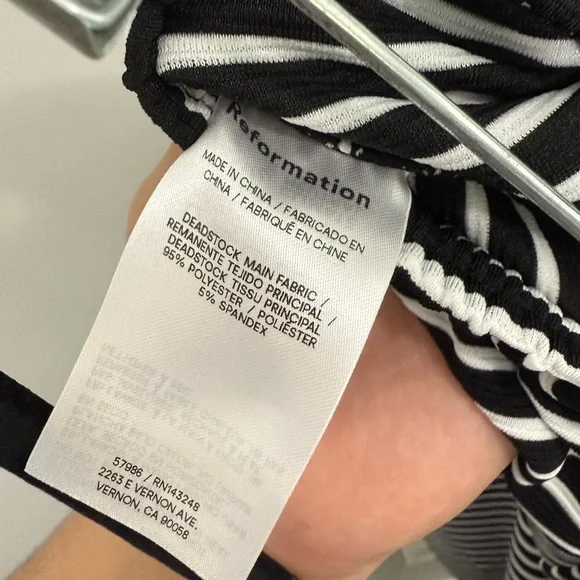 Reformation
MADE IN CHINA / FABRICADO EN
CHINA / FABRIQUÉ EN CHINE
DEADSTOCK MAIN FABRIC /
REMANENTE TEJIDO PRINCIPAL /
DEADSTOCK TISSU PRINCIPAL
95% POLYESTER / POLIÉSTER
5% SPANDEX
57986 / RN143248
2263 E VERNON AVE.
VERNON, CA 90058